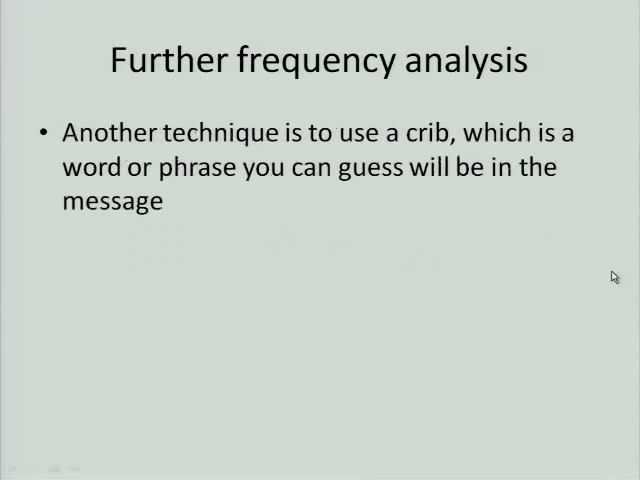 Further frequency analysis
• Another technique is to use a crib, which is a
word or phrase you can guess will be in the
message